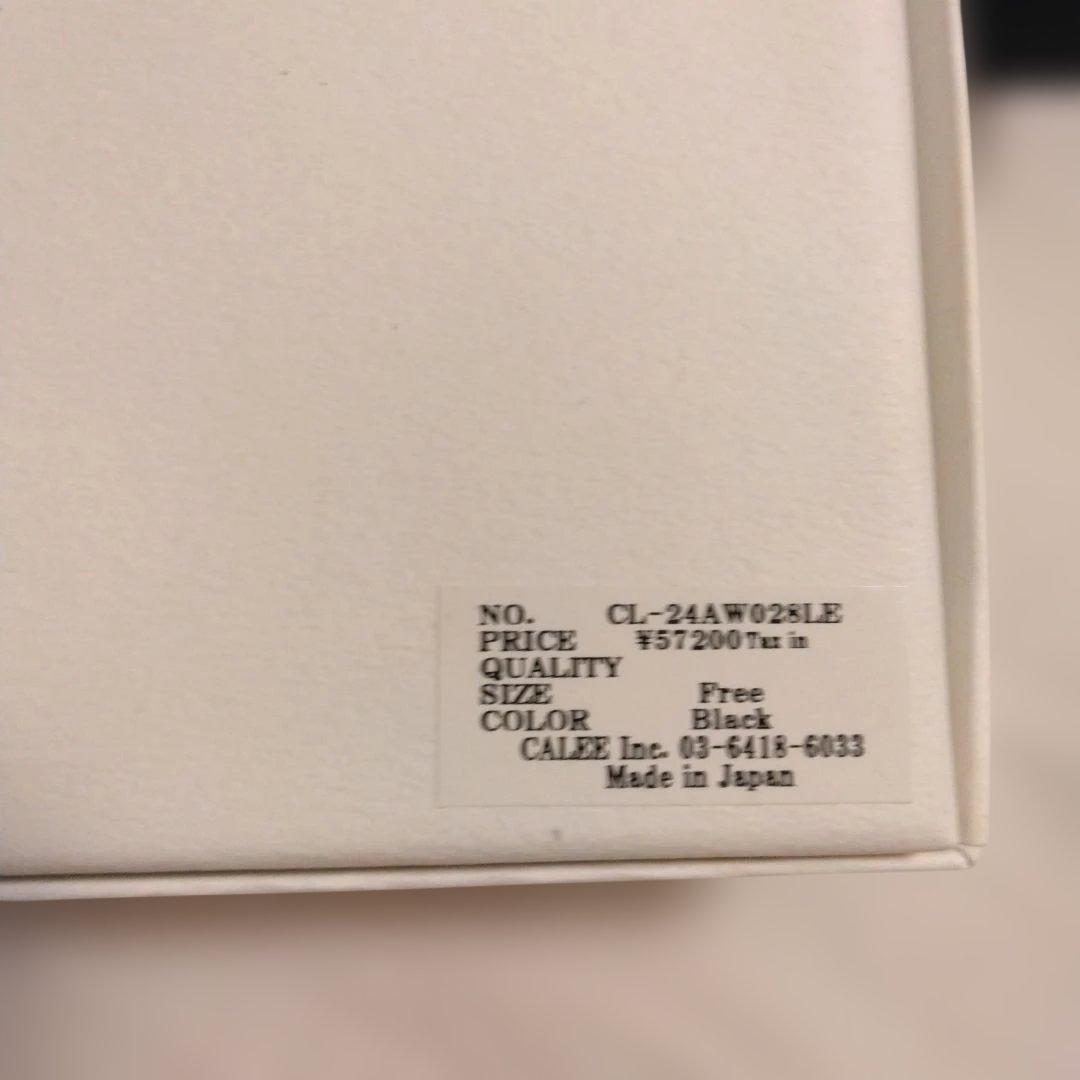 NO. CL-24AW028LE
PRICE ¥57200 Tax in
QUALITY
SIZE Free
COLOR Black
CALEE Inc. 03-6418-6033
Made in Japan